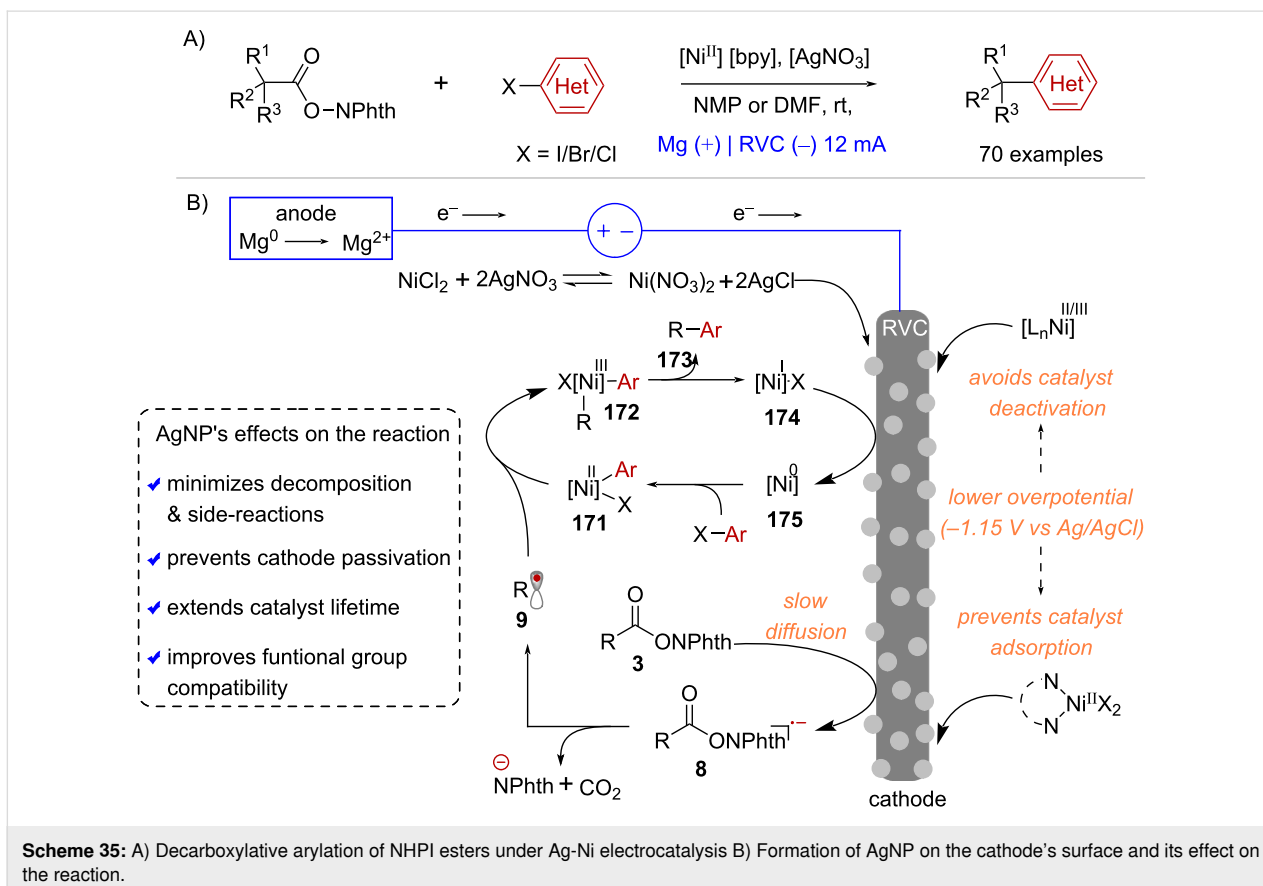 A)
R¹
O
R²
R³
O–NPhth
+
X
Het
X = I/Br/Cl
[Niᴵᴵ] [bpy], [AgNO₃]
NMP or DMF, rt,
Mg (+) | RVC (–) 12 mA
R¹
R²
R³
Het
70 examples
B)
anode
Mg⁰ → Mg²⁺
e⁻ →
+ −
e⁻ →
NiCl₂ + 2AgNO₃ ⇌ Ni(NO₃)₂ + 2AgCl
RVC
[LₙNi]ᴵᴵ/ᴵᴵᴵ
R–Ar
173
X[Ni]ᴵᴵᴵ–Ar
R
172
[Ni]ᴵ·X
174
avoids catalyst
deactivation
AgNP's effects on the reaction
minimizes decomposition
& side-reactions
prevents cathode passivation
extends catalyst lifetime
improves funtional group
compatibility
[Ni]ᴵᴵ
Ar
X
171
X–Ar
[Ni]⁰
175
lower overpotential
(–1.15 V vs Ag/AgCl)
R
9
O
R
ONPhth
3
slow
diffusion
prevents catalyst
adsorption
N
N
NiᴵᴵX₂
O
R
ONPhth
•−
8
⊖
NPhth + CO₂
cathode
Scheme 35: A) Decarboxylative arylation of NHPI esters under Ag-Ni electrocatalysis B) Formation of AgNP on the cathode’s surface and its effect on
the reaction.